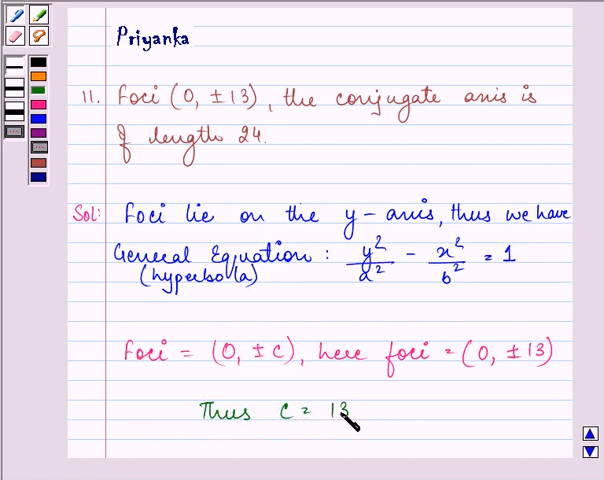 Priyanka
11. Foci (0, ±13), the conjugate axis is
of length 24.
Sol: Foci lie on the y-axis, thus we have
General Equation : y²/a² - x²/b² = 1
(hyperbola)
Foci = (0, ±c), here foci = (0, ±13)
Thus c = 13